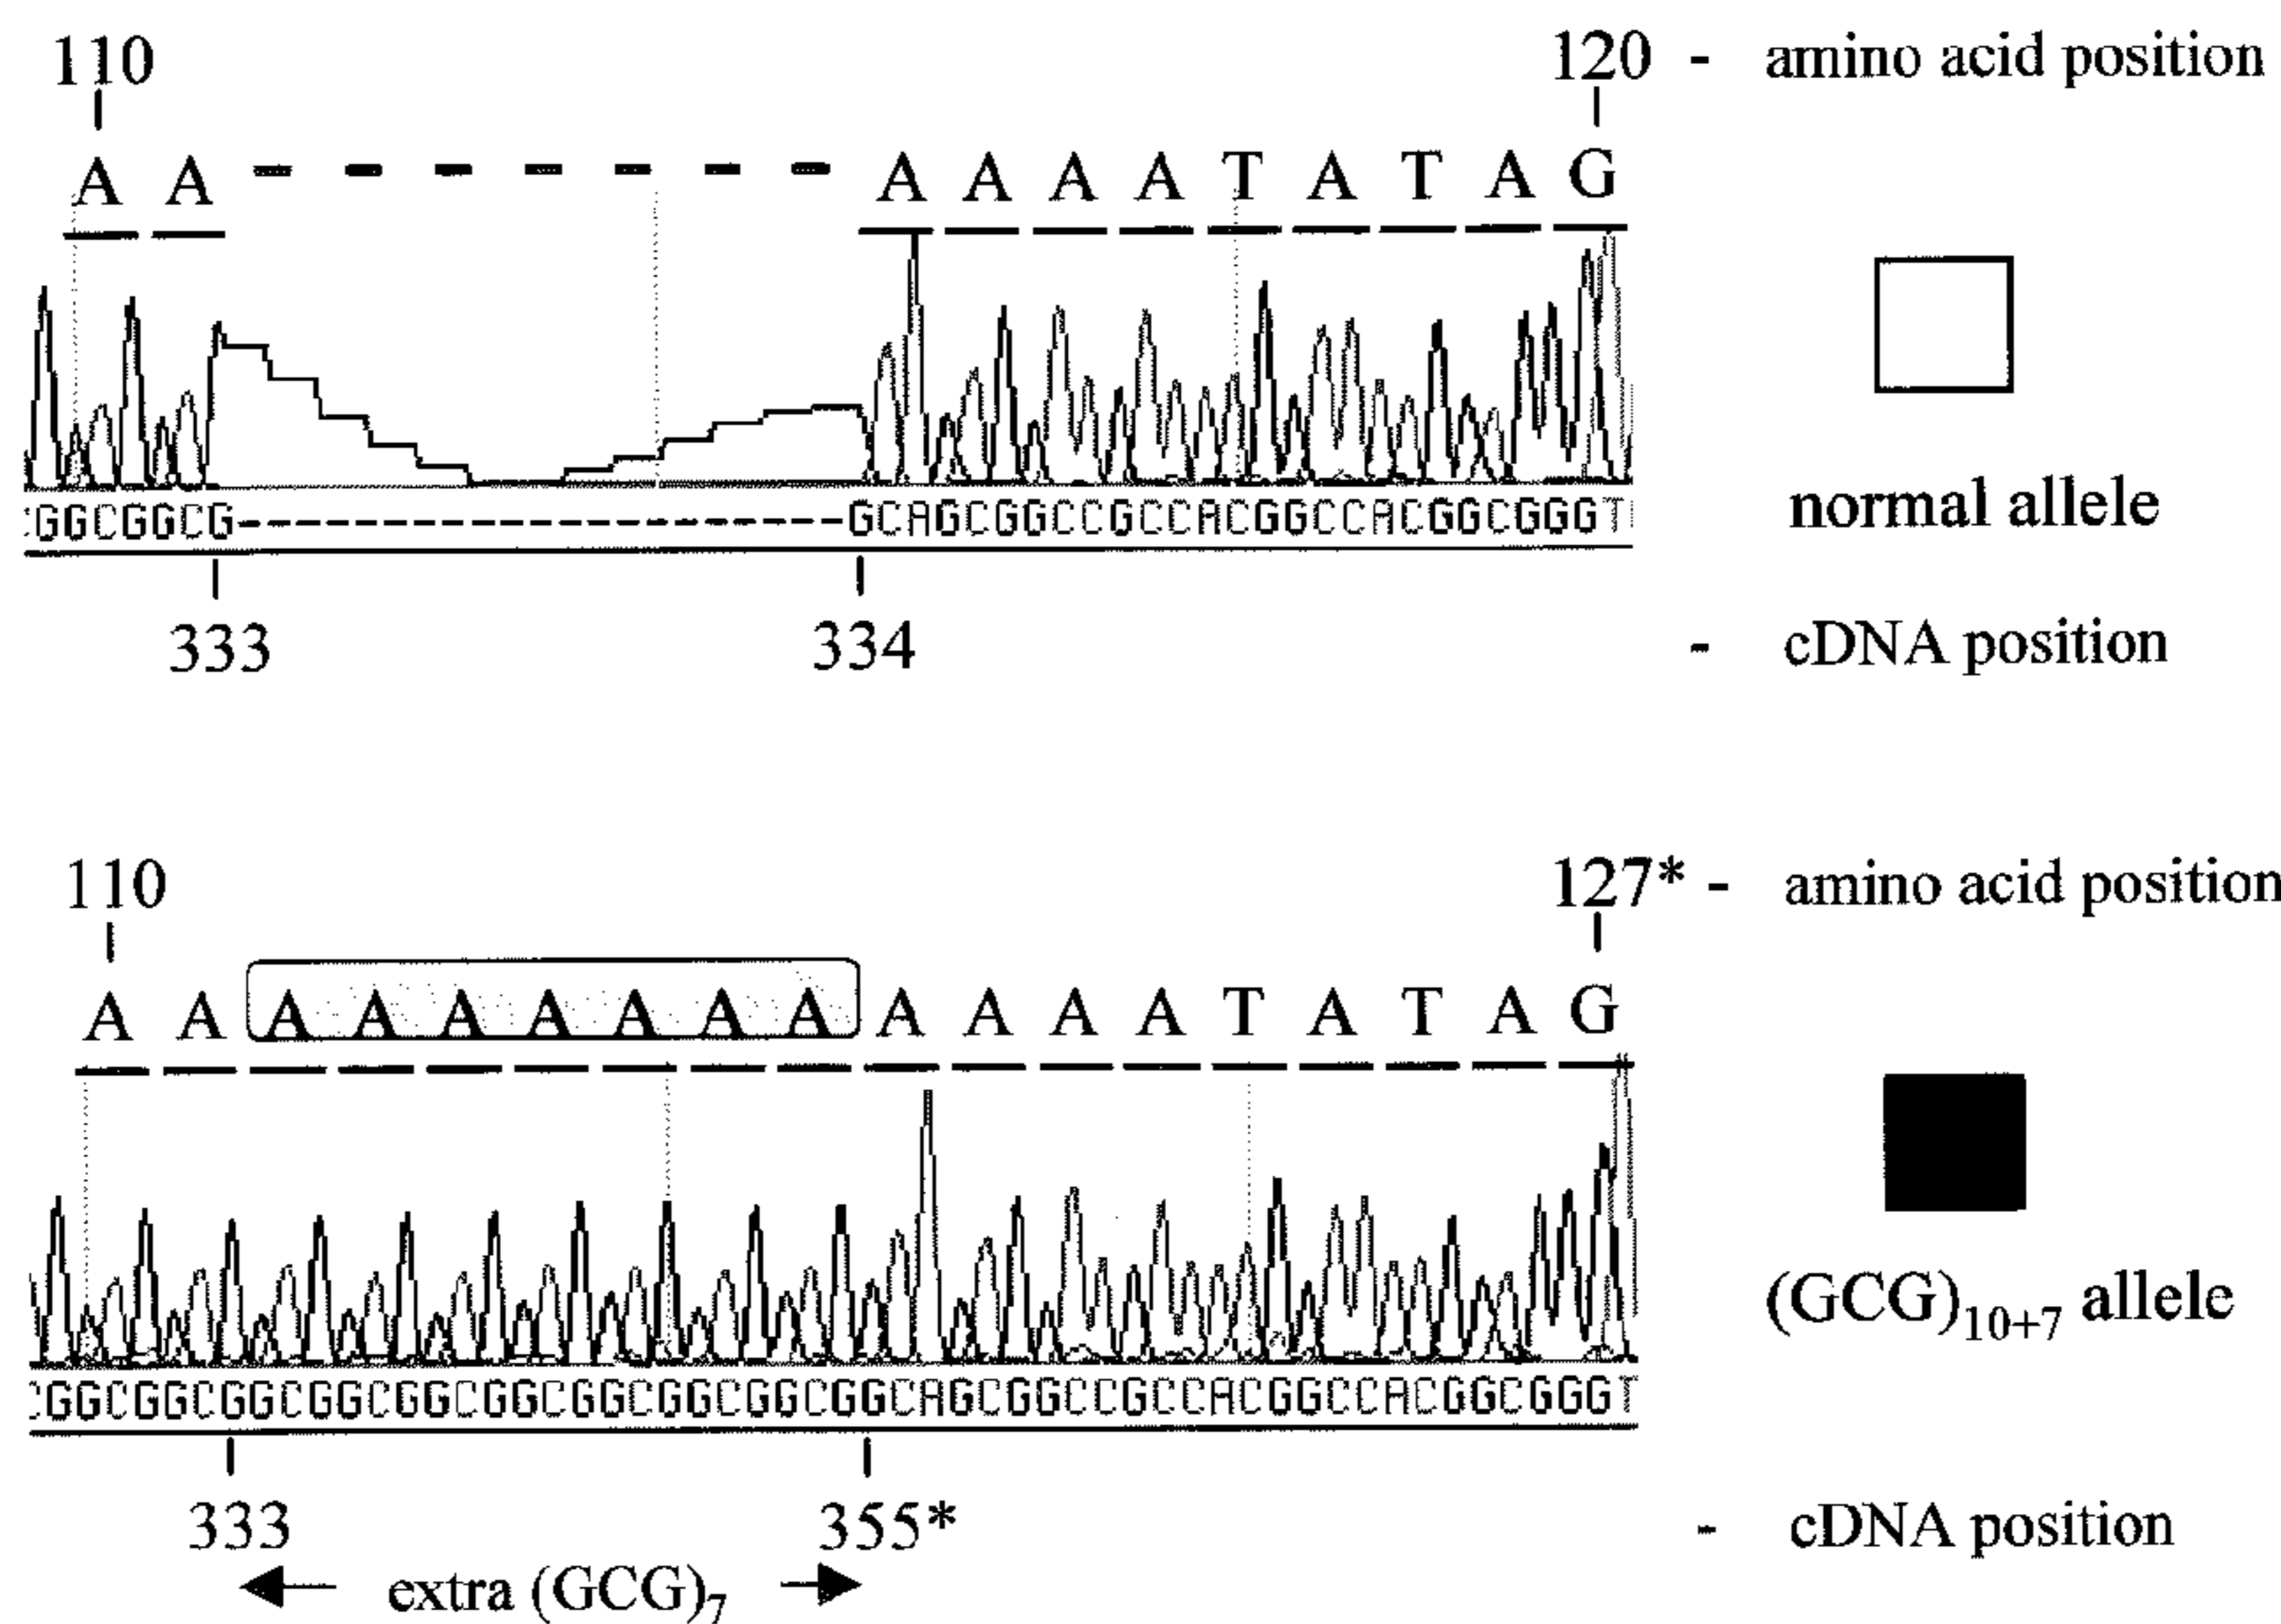 110 120 - amino acid position
A A - - - - - - - A A A A T A T A G
GGCGGCG---------------------GCAGCGGCCGCCACGGCCACGGCGGGT
normal allele
333 334 - cDNA position
110 127* - amino acid position
A A A A A A A A A A A A A T A T A G
CGGCGGCGGCGGCGGCGGCGGCGGCGGCGGCAGCGGCCGCCACGGCCACGGCGGGT
(GCG)10+7 allele
333 355* - cDNA position
extra (GCG)7